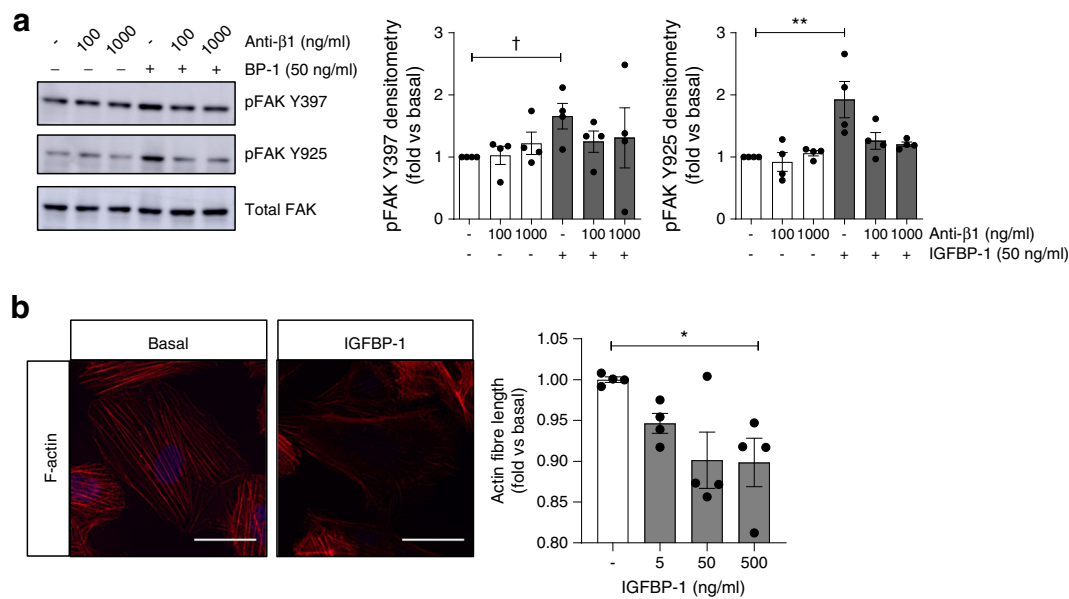 a
- 100 1000 - 100 1000 Anti-β1 (ng/ml)
– – – + + + BP-1 (50 ng/ml)
pFAK Y397
pFAK Y925
Total FAK
pFAK Y397 densitometry
(fold vs basal)
3
2
1
0
†
- 100 1000 - 100 1000
- - - + + +
pFAK Y925 densitometry
(fold vs basal)
3
2
1
0
**
- 100 1000 - 100 1000 Anti-β1 (ng/ml)
- - - + + + IGFBP-1 (50 ng/ml)
b
Basal
IGFBP-1
F-actin
Actin fibre length
(fold vs basal)
1.05
1.00
0.95
0.90
0.85
0.80
*
- 5 50 500
IGFBP-1 (ng/ml)